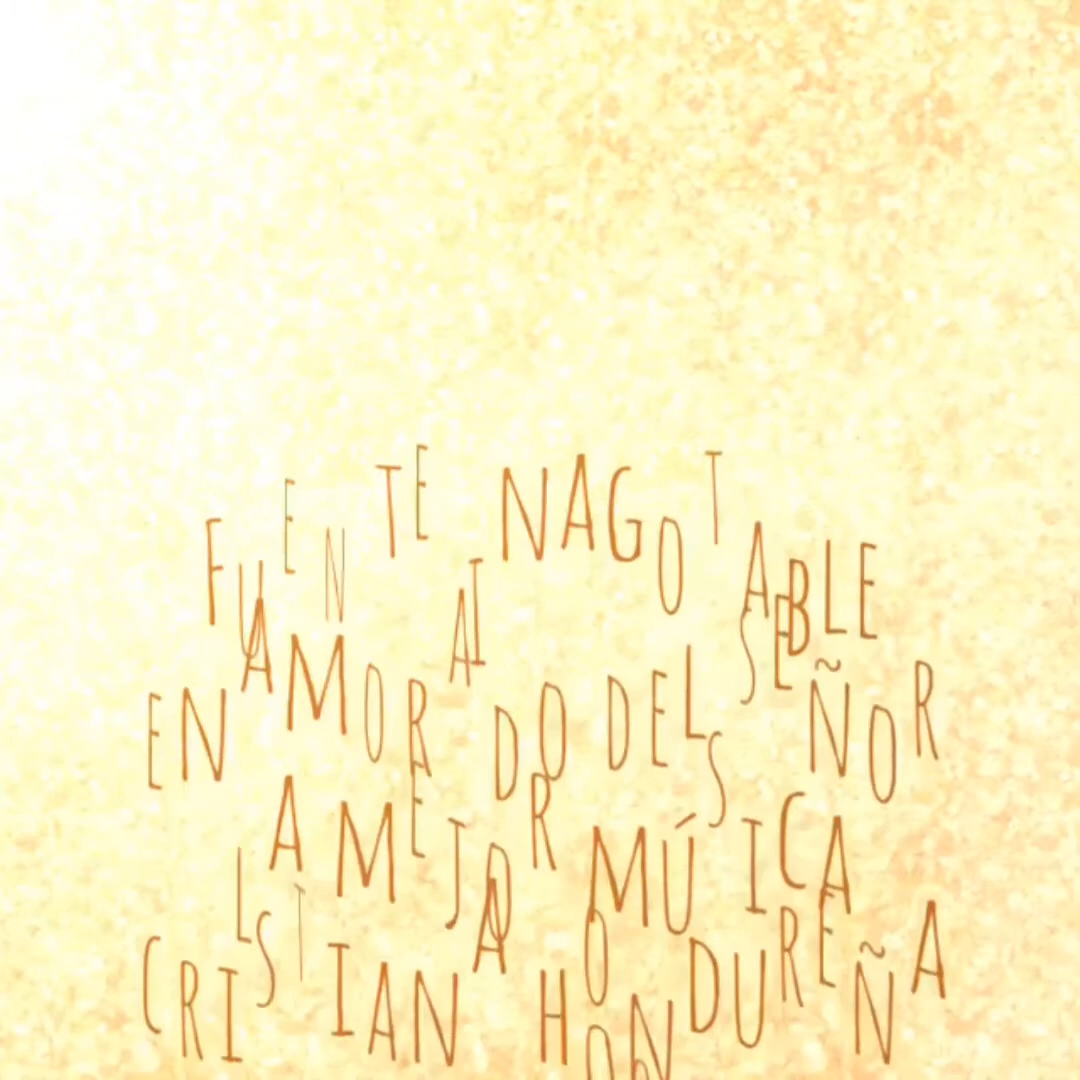 FUENTE INAGOTABLE
ENAMORADO DEL SEÑOR
LA MEJOR MÚSICA
CRISTIANA HONDUREÑA